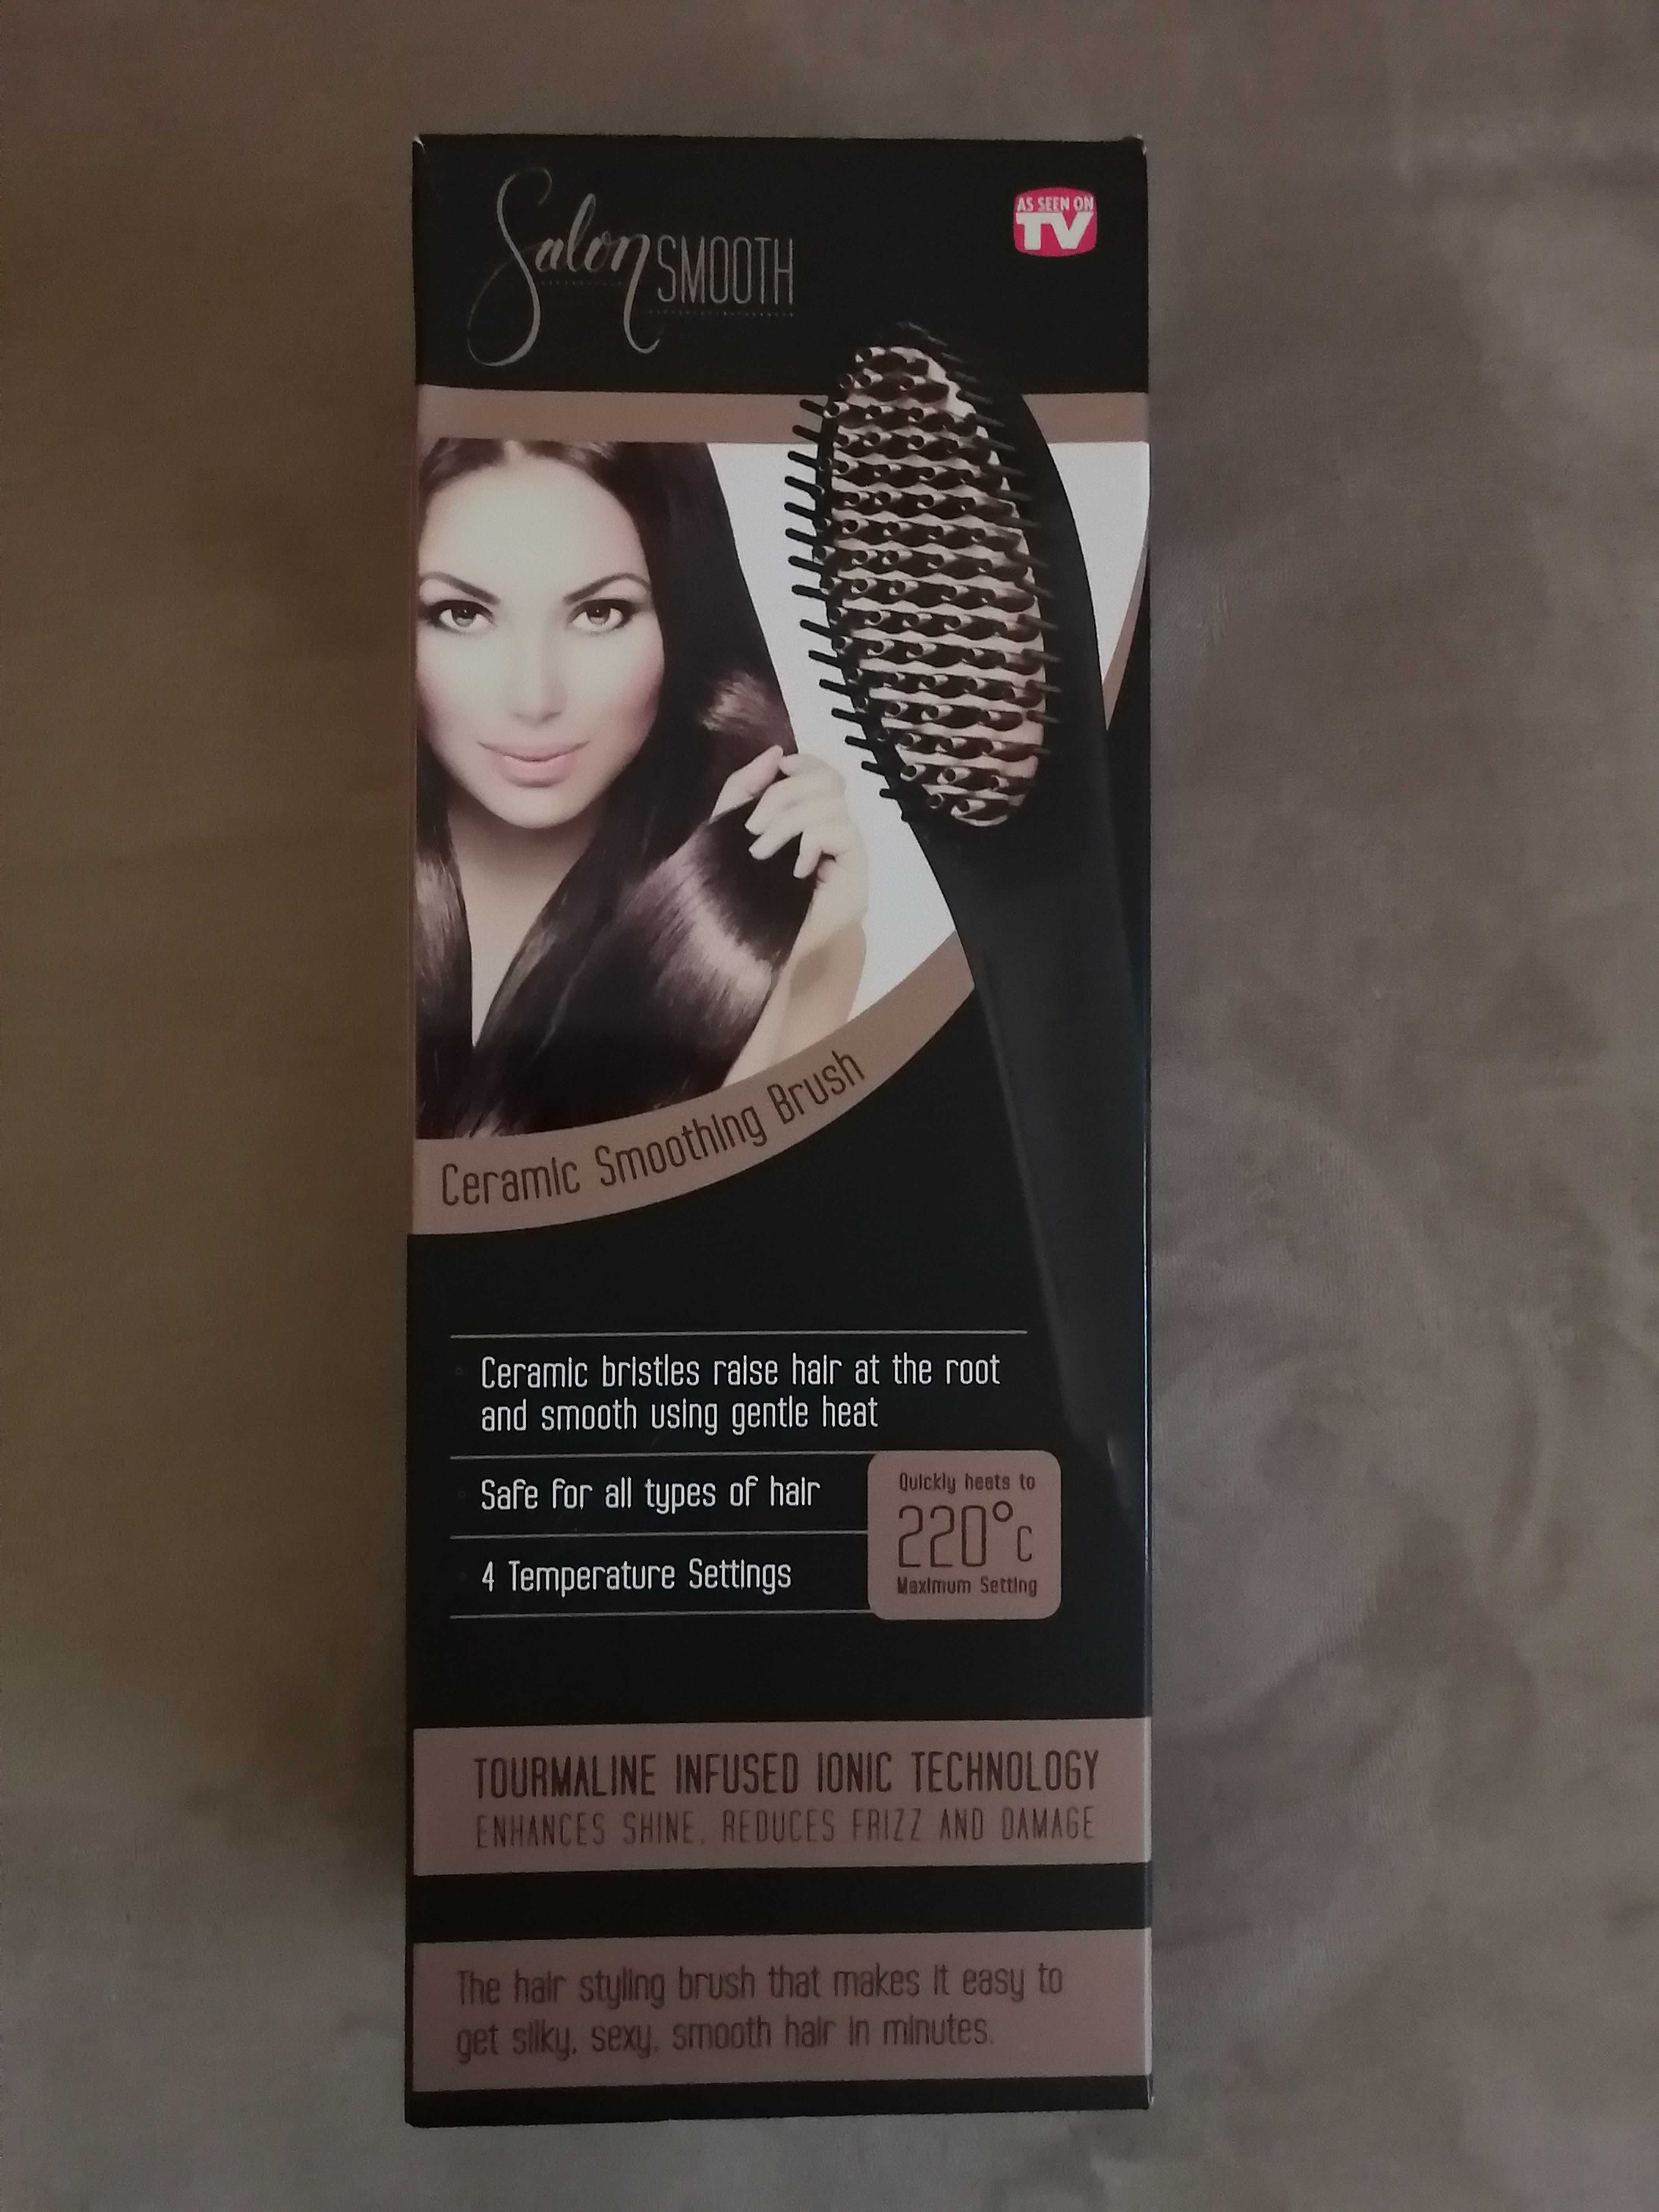 Salon SMOOTH
AS SEEN ON
TV
Ceramic Smoothing Brush
Ceramic bristles raise hair at the root
and smooth using gentle heat
Safe for all types of hair
4 Temperature Settings
Quickly heats to
220°C
Maximum Setting
TOURMALINE INFUSED IONIC TECHNOLOGY
ENHANCES SHINE, REDUCES FRIZZ AND DAMAGE
The hair styling brush that makes it easy to
get silky, sexy, smooth hair in minutes.